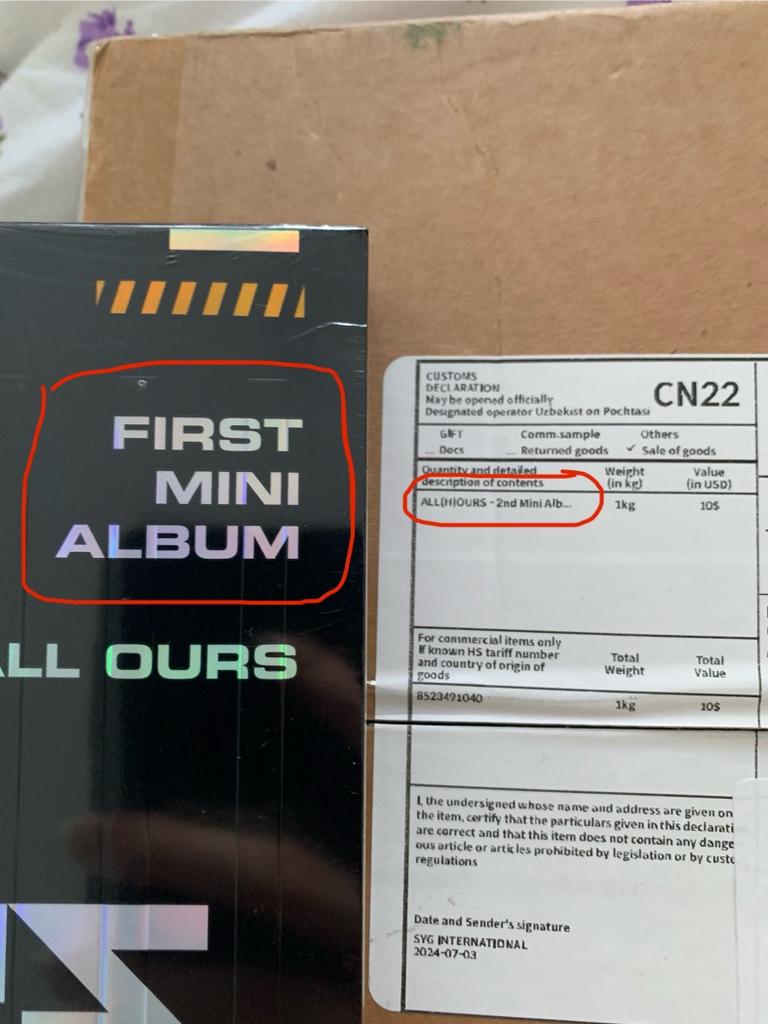 FIRST
MINI
ALBUM
ALL OURS
CUSTOMS
DECLARATION
May be opened officially
Designated operator Uzbekist on Pochtasi
CN22
GIFT Comm.sample Others
Docs Returned goods ✓ Sale of goods
Quantity and detailed description of contents
Weight (in kg)
Value (in USD)
ALL(H)OURS - 2nd Mini Alb... 1kg 10$
For commercial items only
If known HS tariff number
and country of origin of
goods
Total Weight
Total Value
8523491040 1kg 10$
I, the undersigned whose name and address are given on
the item, certify that the particulars given in this declarati
are correct and that this item does not contain any dange
ous article or articles prohibited by legislation or by custo
regulations
Date and Sender's signature
SYG INTERNATIONAL
2024-07-03